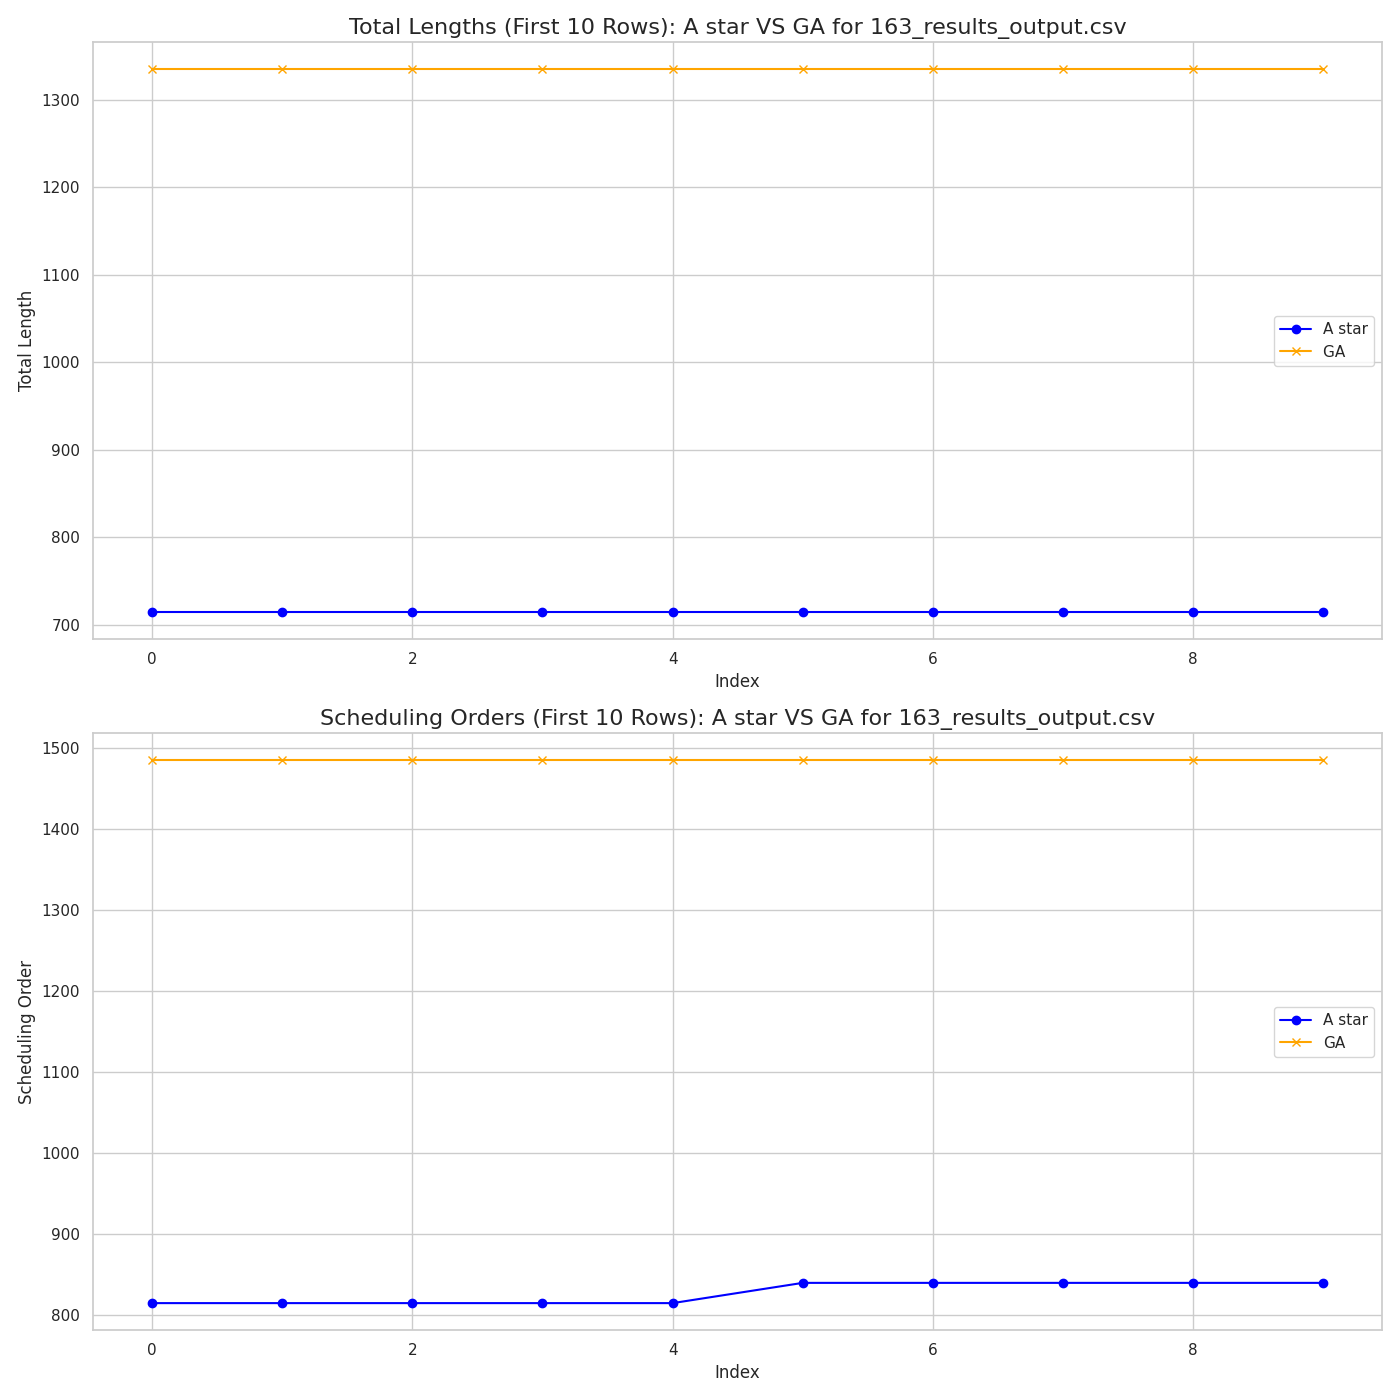 Total Lengths (First 10 Rows): A star VS GA for 163_results_output.csv
1300
1200
1100
1000
900
800
700
Total Length
A star
GA
0 2 4 6 8
Index
Scheduling Orders (First 10 Rows): A star VS GA for 163_results_output.csv
1500
1400
1300
1200
1100
1000
900
800
Scheduling Order
A star
GA
0 2 4 6 8
Index